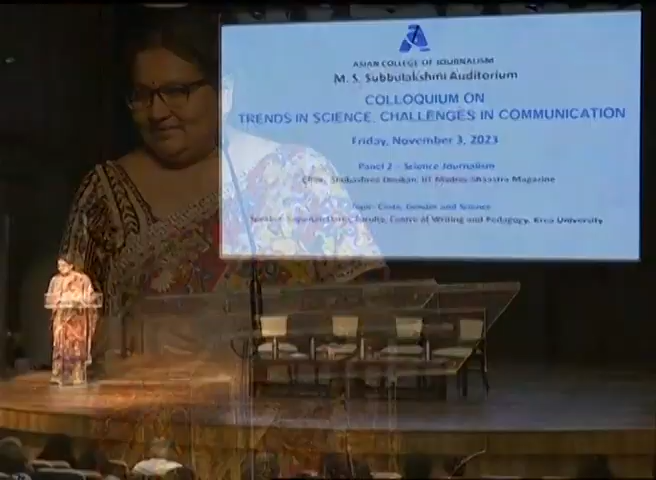 ASIAN COLLEGE OF JOURNALISM
M. S. Subbulakshmi Auditorium
COLLOQUIUM ON
TRENDS IN SCIENCE, CHALLENGES IN COMMUNICATION
Friday, November 3, 2023
Panel 2 - Science Journalism
Chair: IIT Madras Shaastra Magazine
Topic: Caste, Gender and Science
Speaker: Faculty, Centre of Writing and Pedagogy, Krea University